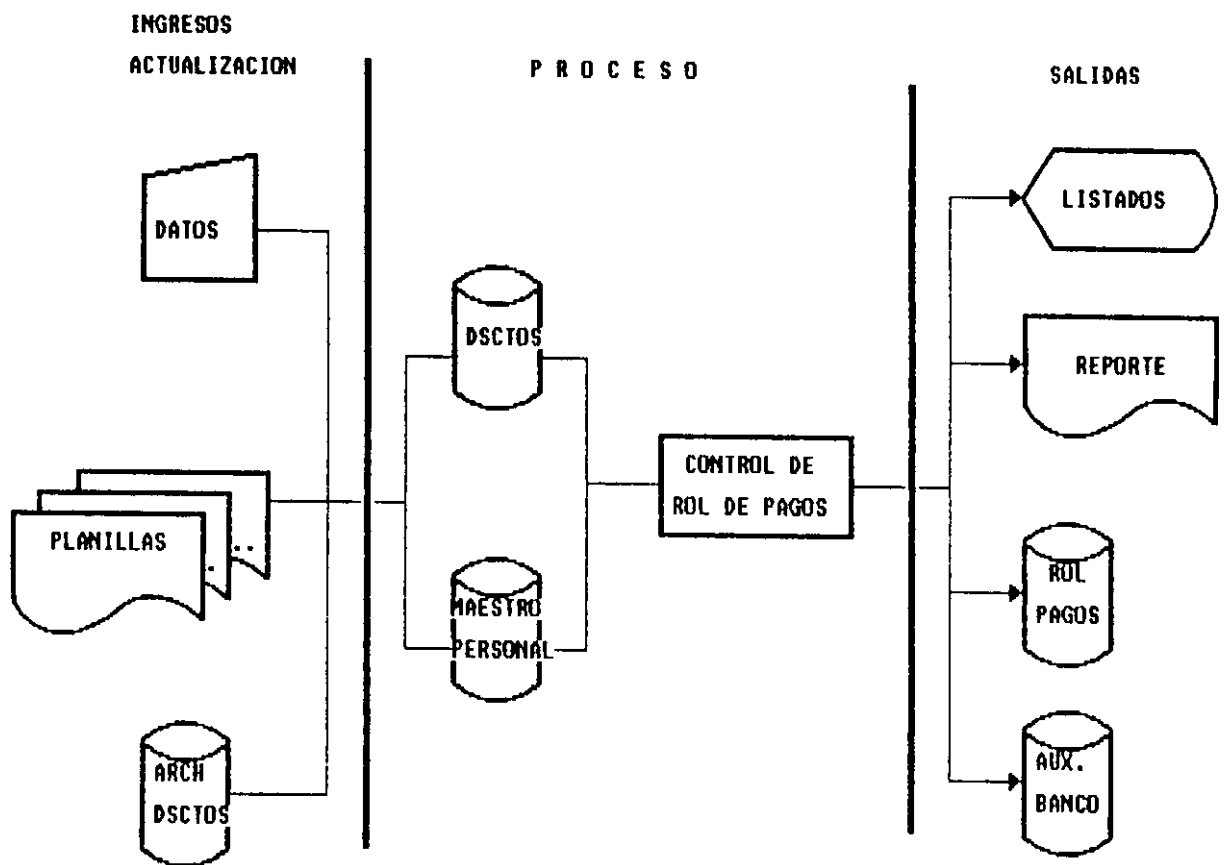 INGRESOS
ACTUALIZACION
P R O C E S O
SALIDAS
DATOS
PLANILLAS
. ..
ARCH
DSCTOS
DSCTOS
MAESTRO
PERSONAL
CONTROL DE
ROL DE PAGOS
LISTADOS
REPORTE
ROL
PAGOS
AUX.
BANCO